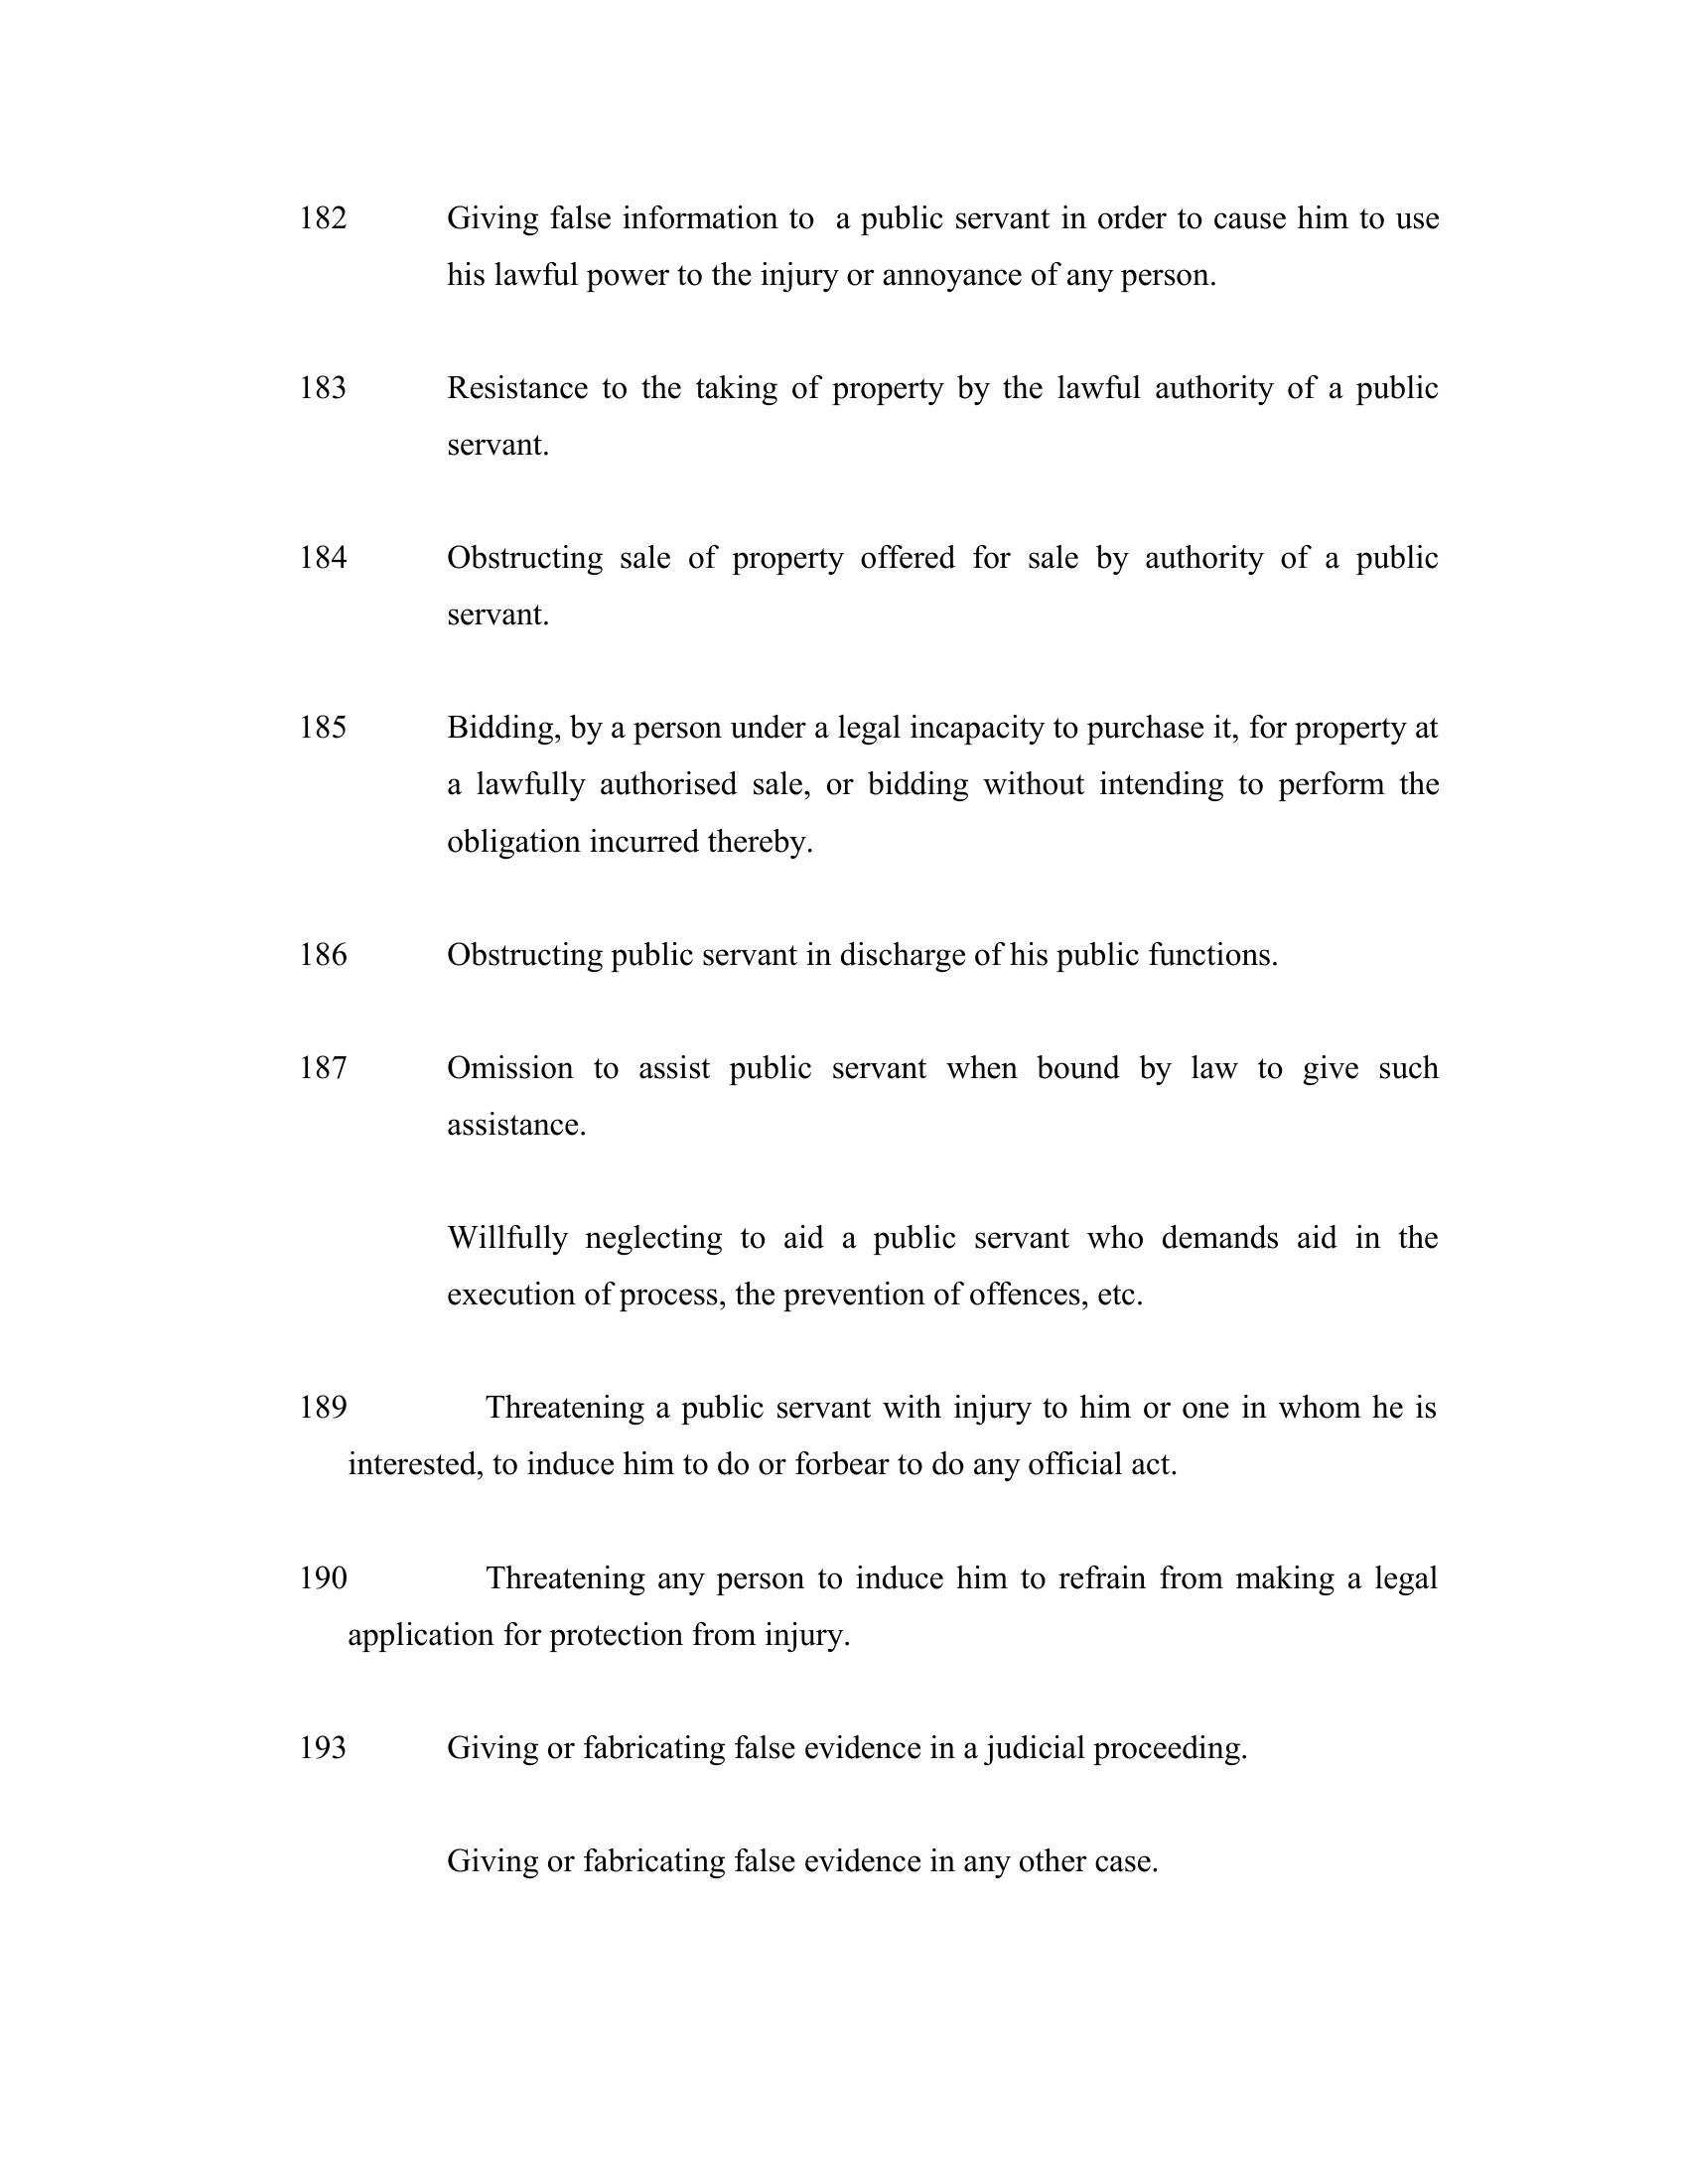 182 Giving false information to a public servant in order to cause him to use
his lawful power to the injury or annoyance of any person.
183 Resistance to the taking of property by the lawful authority of a public
servant.
184 Obstructing sale of property offered for sale by authority of a public
servant.
185 Bidding, by a person under a legal incapacity to purchase it, for property at
a lawfully authorised sale, or bidding without intending to perform the
obligation incurred thereby.
186 Obstructing public servant in discharge of his public functions.
187 Omission to assist public servant when bound by law to give such
assistance.
Willfully neglecting to aid a public servant who demands aid in the
execution of process, the prevention of offences, etc.
189 Threatening a public servant with injury to him or one in whom he is
interested, to induce him to do or forbear to do any official act.
190 Threatening any person to induce him to refrain from making a legal
application for protection from injury.
193 Giving or fabricating false evidence in a judicial proceeding.
Giving or fabricating false evidence in any other case.